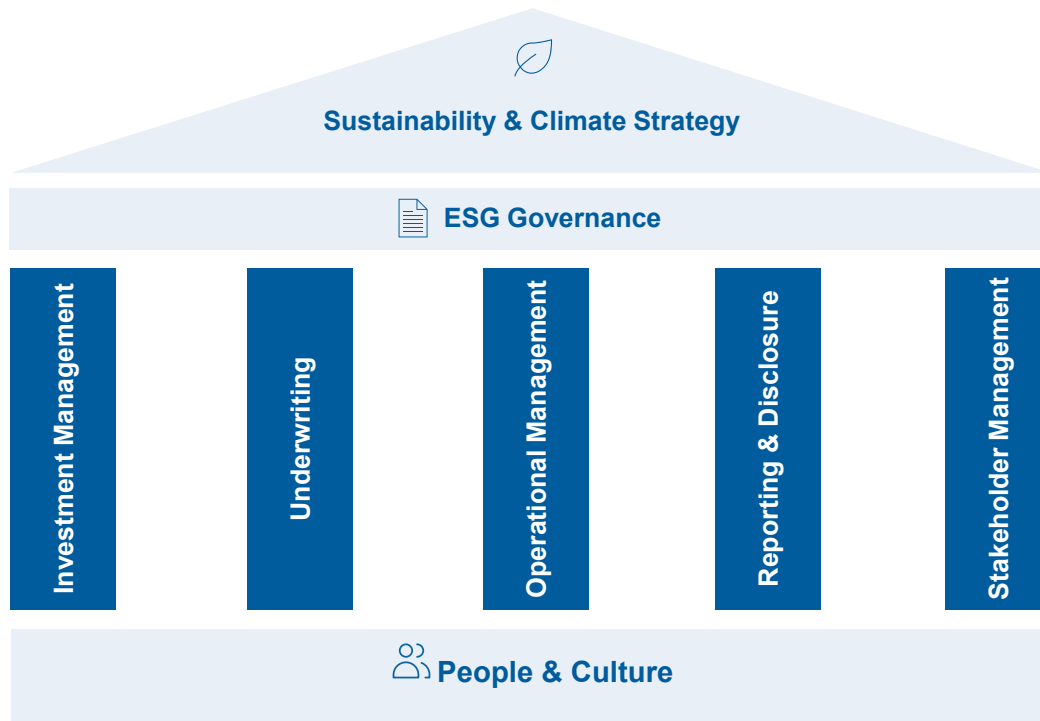 Sustainability & Climate Strategy
ESG Governance
Investment Management
Underwriting
Operational Management
Reporting & Disclosure
Stakeholder Management
People & Culture